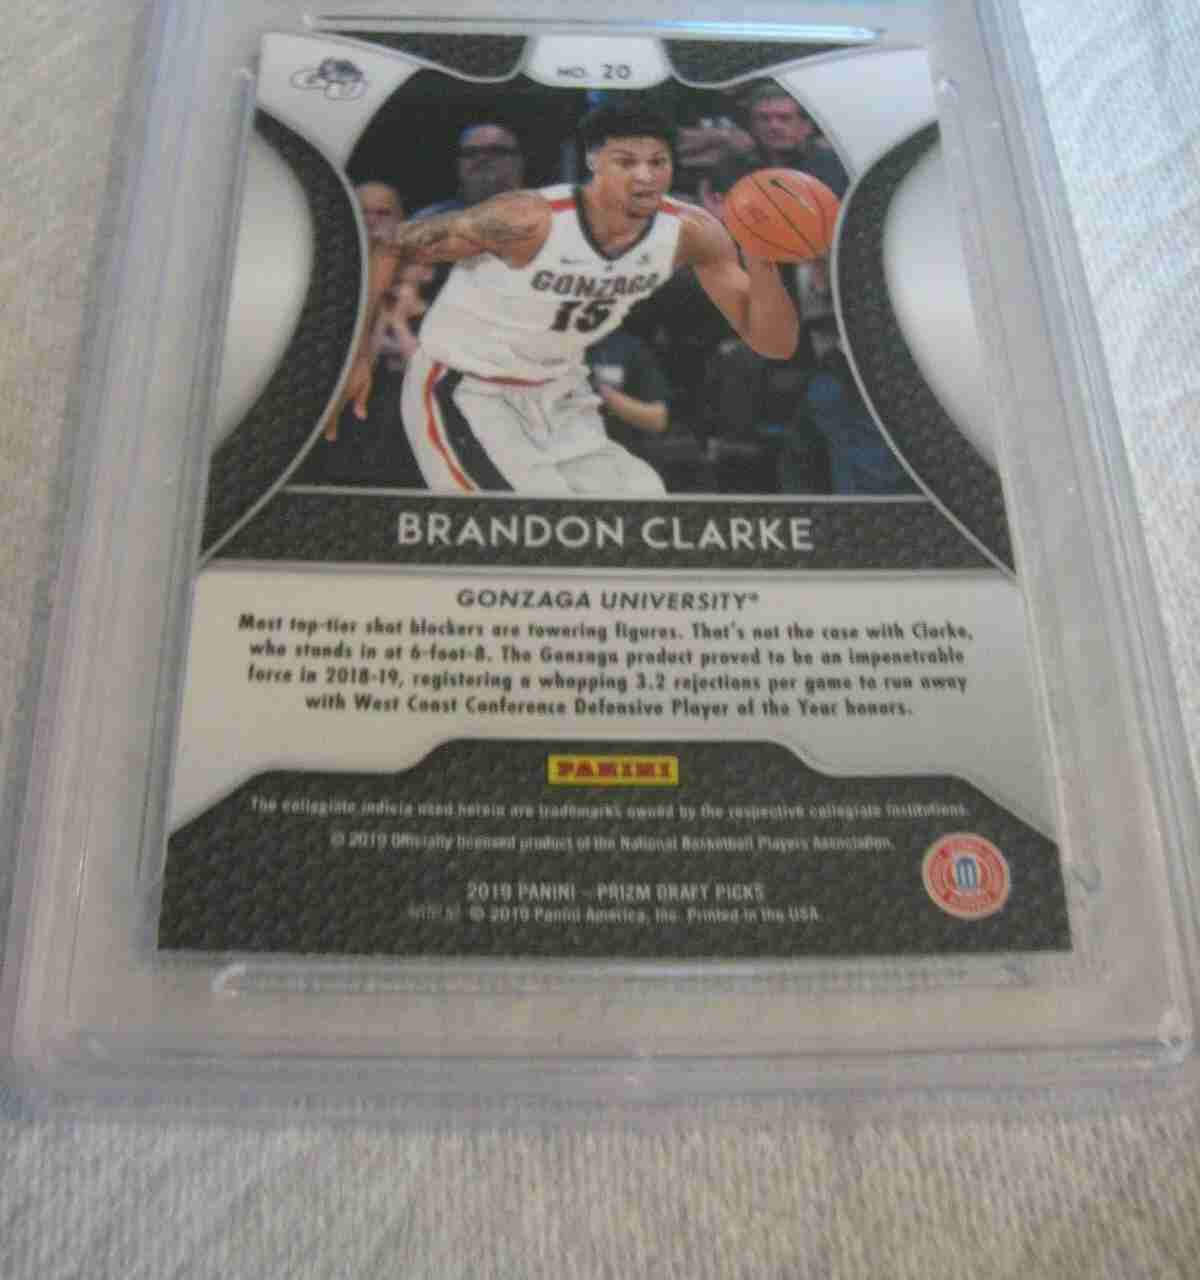 NO. 20
GONZAGA
15
BRANDON CLARKE
GONZAGA UNIVERSITY®
Most top-tier shot blockers are towering figures. That's not the case with Clarke,
who stands in at 6-foot-8. The Gonzaga product proved to be an impenetrable
force in 2018-19, registering a whopping 3.2 rejections per game to run away
with West Coast Conference Defensive Player of the Year honors.
PANINI
The collegiate indicia used herein are trademarks owned by the respective collegiate institutions.
© 2019 Officially licensed product of the National Basketball Players Association.
2019 PANINI - PRIZM DRAFT PICKS
© 2019 Panini America, Inc. Printed in the USA.